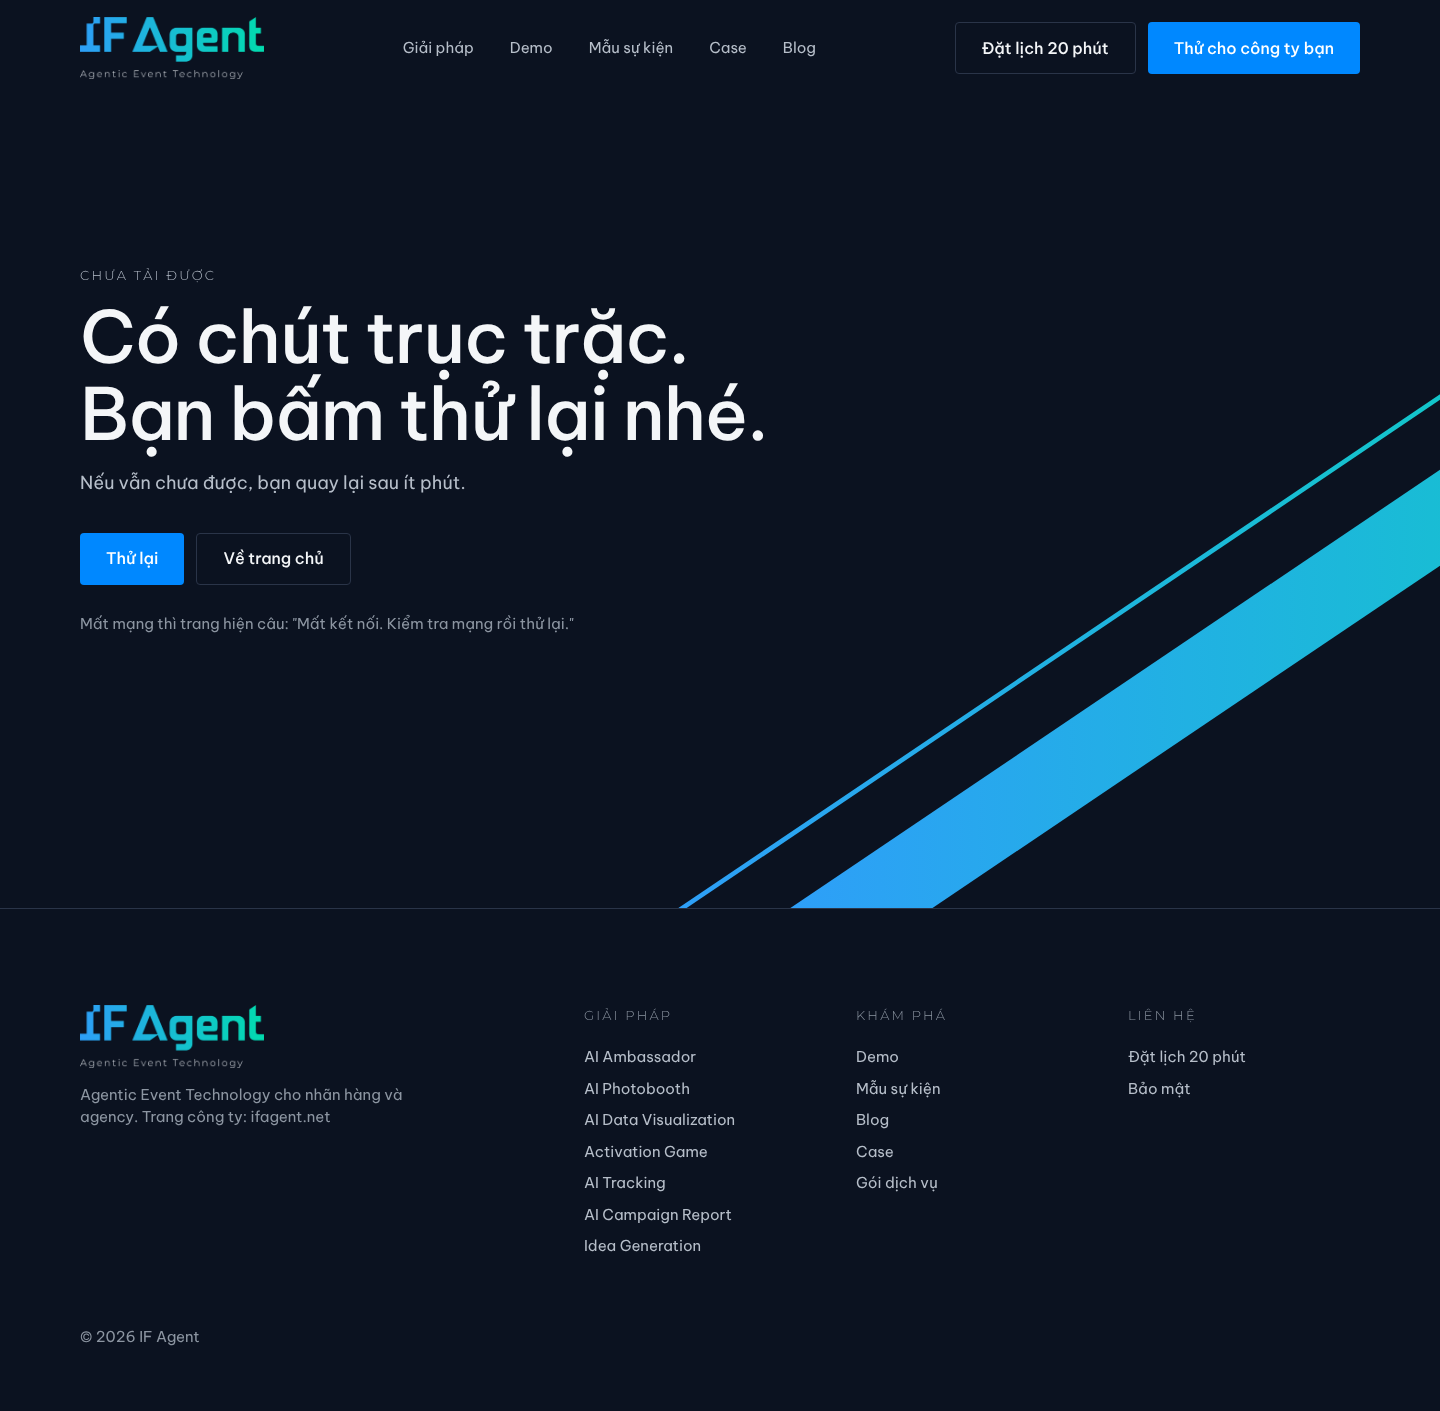 IF Agent
Agentic Event Technology
Giải pháp
Demo
Mẫu sự kiện
Case
Blog
Đặt lịch 20 phút
Thử cho công ty bạn
CHƯA TẢI ĐƯỢC
Có chút trục trặc.
Bạn bấm thử lại nhé.
Nếu vẫn chưa được, bạn quay lại sau ít phút.
Thử lại
Về trang chủ
Mất mạng thì trang hiện câu: "Mất kết nối. Kiểm tra mạng rồi thử lại."
IF Agent
Agentic Event Technology
Agentic Event Technology cho nhãn hàng và
agency. Trang công ty: ifagent.net
GIẢI PHÁP
AI Ambassador
AI Photobooth
AI Data Visualization
Activation Game
AI Tracking
AI Campaign Report
Idea Generation
KHÁM PHÁ
Demo
Mẫu sự kiện
Blog
Case
Gói dịch vụ
LIÊN HỆ
Đặt lịch 20 phút
Bảo mật
© 2026 IF Agent